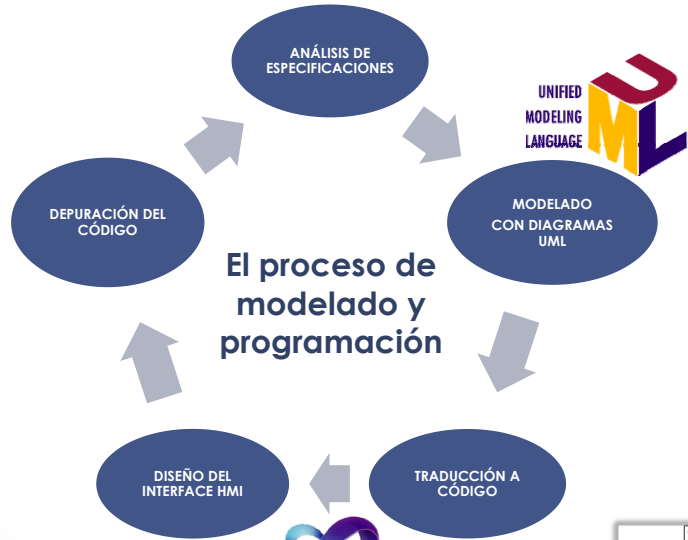 ANÁLISIS DE
ESPECIFICACIONES
UNIFIED
MODELING
LANGUAGE
UML
MODELADO
CON DIAGRAMAS
UML
DEPURACIÓN DEL
CÓDIGO
El proceso de
modelado y
programación
DISEÑO DEL
INTERFACE HMI
TRADUCCIÓN A
CÓDIGO